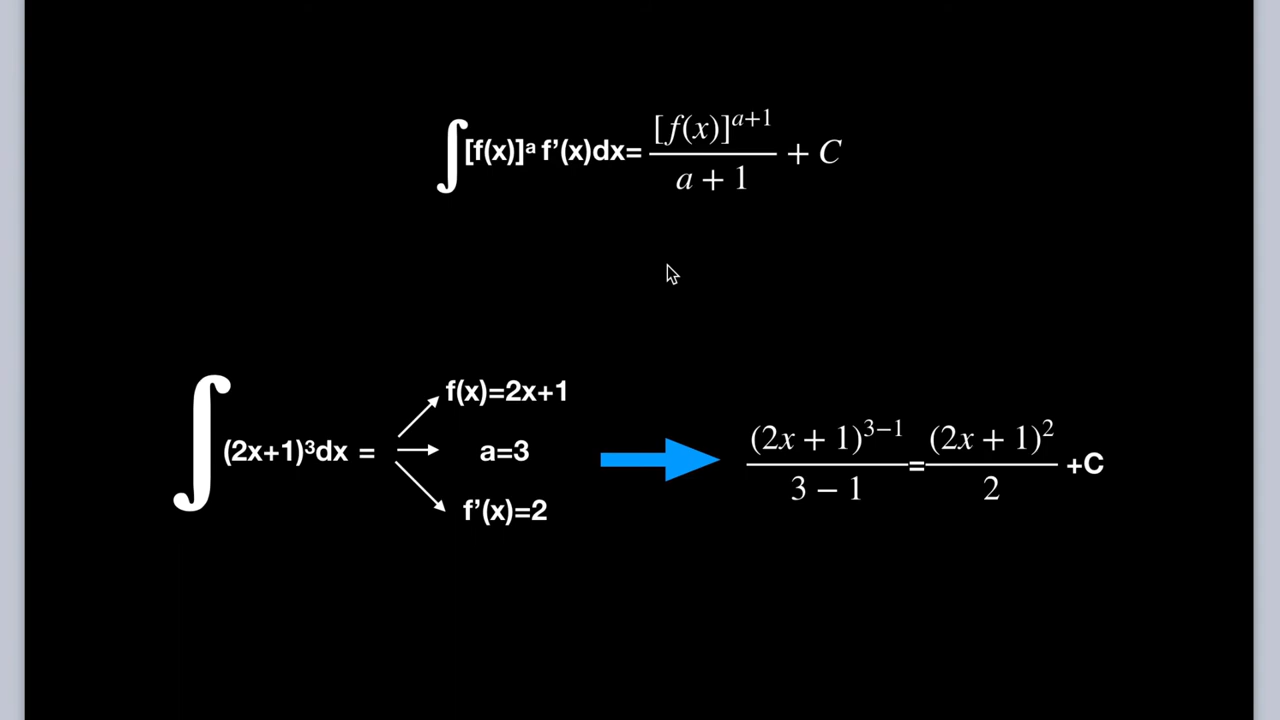 ∫[f(x)]ᵃ f'(x)dx= [f(x)]^{a+1} / (a + 1) + C
f(x)=2x+1
∫(2x+1)³dx = a=3 (2x + 1)^{3−1} / (3 − 1) = (2x + 1)² / 2 +C
f'(x)=2